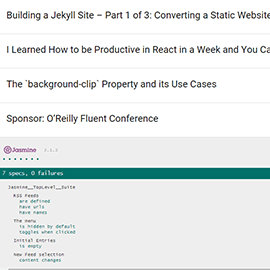 Building a Jekyll Site – Part 1 of 3: Converting a Static Website
I Learned How to be Productive in React in a Week and You Ca
The `background-clip` Property and its Use Cases
Sponsor: O'Reilly Fluent Conference
Jasmine
7 specs, 0 failures
Jasmine__TopLevel__Suite
RSS Feeds
are defined
have urls
have names
The menu
is hidden by default
toggles when clicked
Initial Entries
is empty
New Feed Selection
content changes